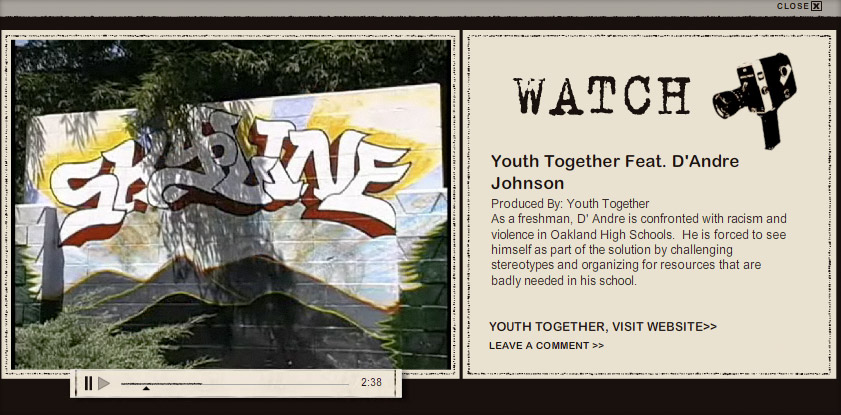 CLOSE
SKYLINE
WATCH
Youth Together Feat. D'Andre
Johnson
Produced By: Youth Together
As a freshman, D' Andre is confronted with racism and
violence in Oakland High Schools.  He is forced to see
himself as part of the solution by challenging
stereotypes and organizing for resources that are
badly needed in his school.
YOUTH TOGETHER, VISIT WEBSITE>>
LEAVE A COMMENT >>
2:38